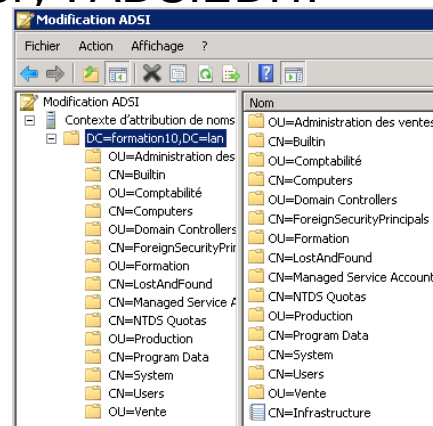 Modification ADSI
Fichier Action Affichage ?
Modification ADSI
Contexte d'attribution de noms
DC=formation10,DC=lan
OU=Administration des
CN=Builtin
OU=Comptabilité
CN=Computers
OU=Domain Controllers
CN=ForeignSecurityPrin
OU=Formation
CN=LostAndFound
CN=Managed Service A
CN=NTDS Quotas
OU=Production
CN=Program Data
CN=System
CN=Users
OU=Vente
Nom
OU=Administration des ventes
CN=Builtin
OU=Comptabilité
CN=Computers
OU=Domain Controllers
CN=ForeignSecurityPrincipals
OU=Formation
CN=LostAndFound
CN=Managed Service Account
CN=NTDS Quotas
OU=Production
CN=Program Data
CN=System
CN=Users
OU=Vente
CN=Infrastructure